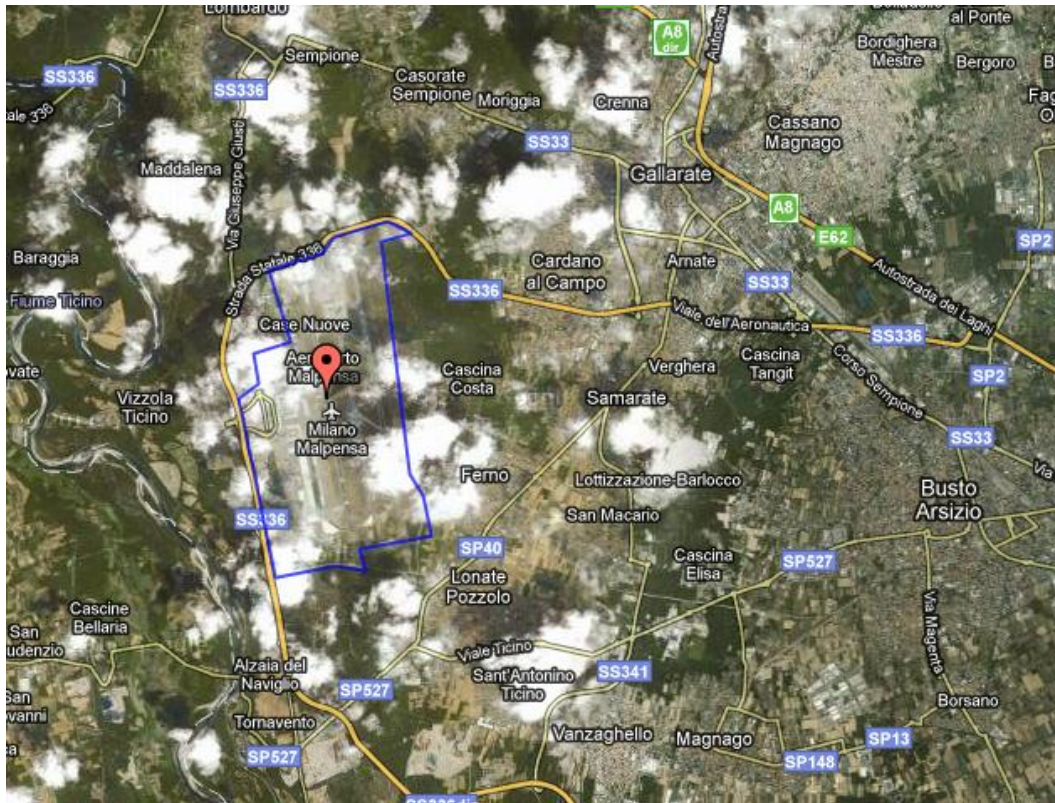 Lombardo
Sempione
SS336
SS336
Casorate
Sempione
Moriggia
Crenna
A8
dir
al Ponte
Bordighera
Mestre
Bergoro
Cassano
Magnago
SS33
Gallarate
Maddalena
Via Giuseppe Giusti
A8
E62
SP2
Baraggia
Strada Statale 336
Cardano
al Campo
Arnate
SS33
Autostrada dei Laghi
Fiume Ticino
SS336
Case Nuove
Viale dell'Aeronautica
SS336
Malpensa
Cascina
Costa
Verghera
Cascina
Tangit
Corso Sempione
SP2
Vizzola
Ticino
Samarate
Milano
Malpensa
SS33
Via
Ferno
Lottizzazione-Barlocco
Busto
Arsizio
SS336
San Macario
SP40
Cascina
Elisa
SP527
Lonate
Pozzolo
Cascine
Bellaria
San
Via Magenta
Viale Ticino
Alzaia del
Naviglio
SS341
Sant'Antonino
Ticino
SP527
San
Borsano
Tornavento
Vanzaghello
Magnago
SP13
SP527
SP148